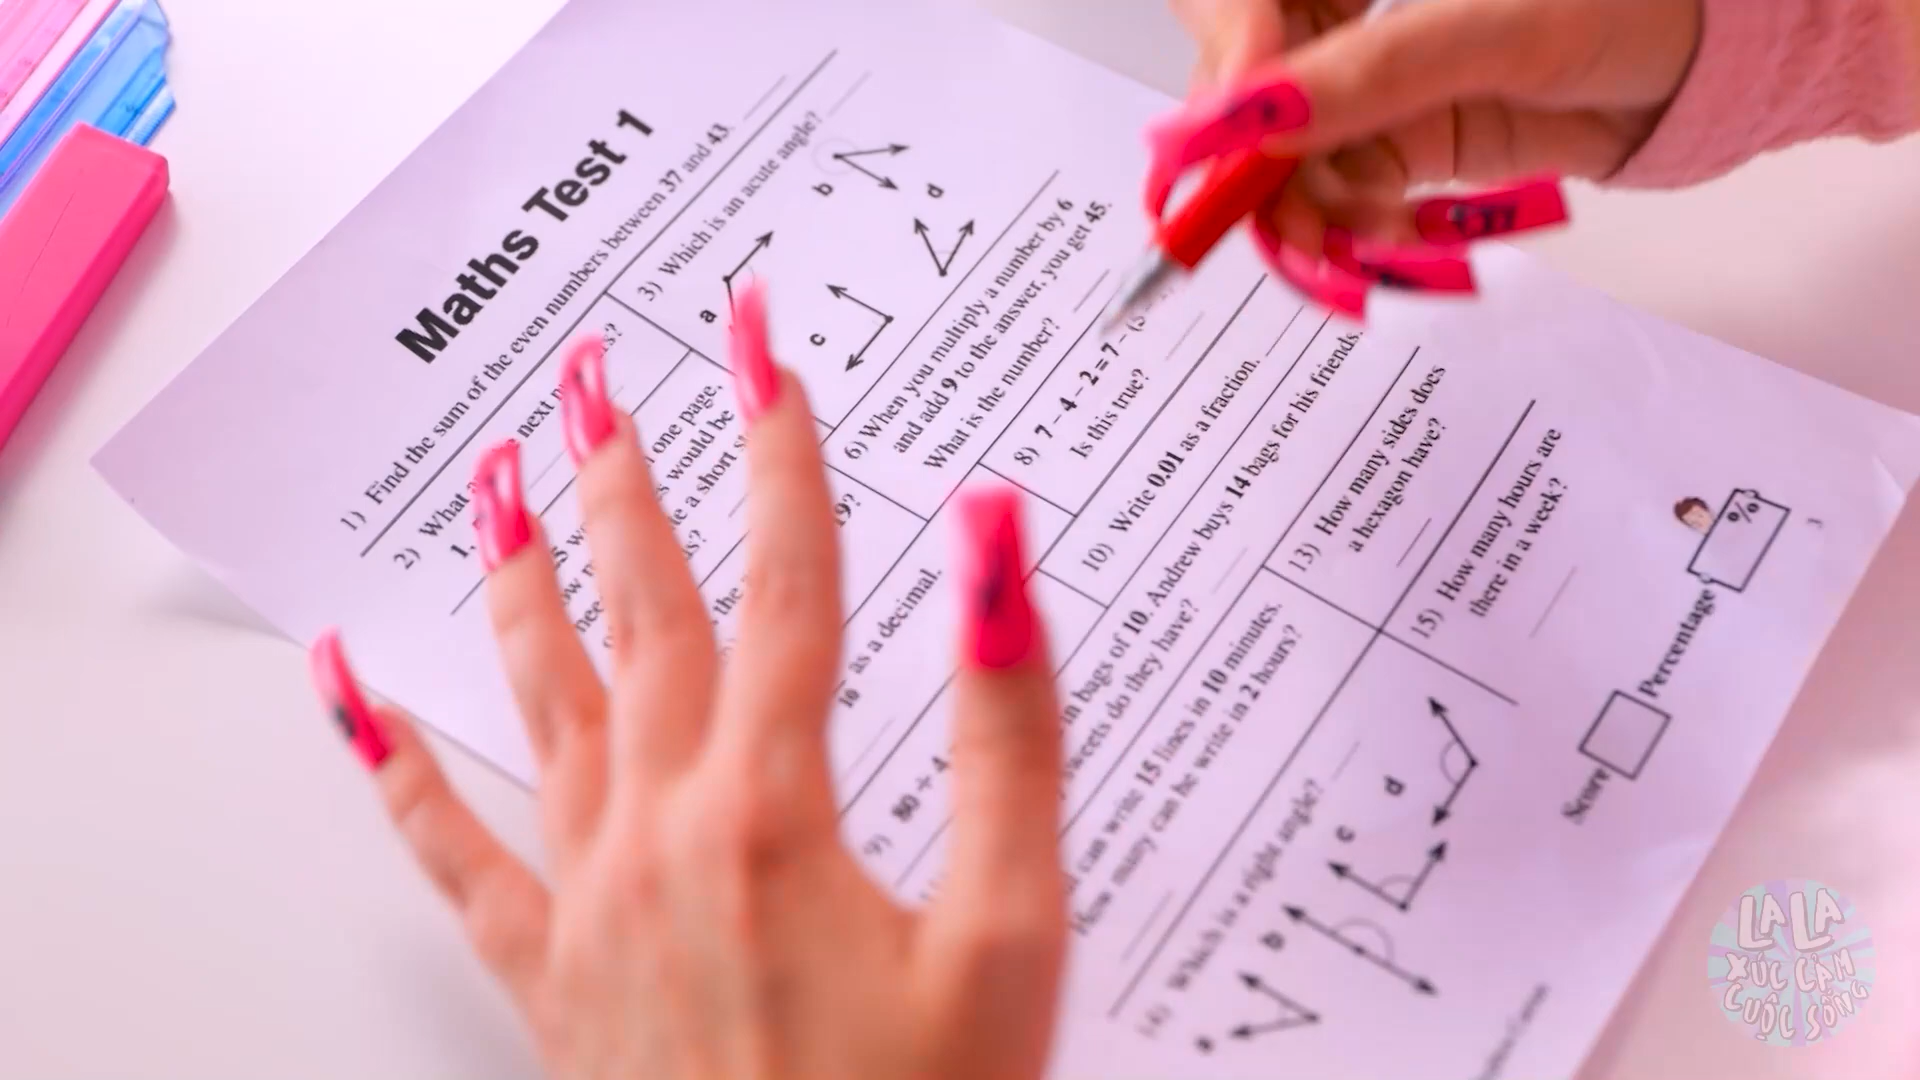 Maths Test 1
1) Find the sum of the even numbers between 37 and 43.
2) What
next
1,
3) Which is an acute angle?
a
b
c
d
one page.
would be
a short
6) When you multiply a number by 6
and add 9 to the answer, you get 45.
What is the number?
19?
the
8) 7 – 4 – 2 = 7 –
Is this true?
10
as a decimal.
9) 80 ÷ 4
10) Write 0.01 as a fraction.
in bags of 10. Andrew buys 14 bags for his friends.
sweets do they have?
can write 15 lines in 10 minutes.
How many can he write in 2 hours?
13) How many sides does
a hexagon have?
14) Which is a right angle?
a
b
c
d
15) How many hours are
there in a week?
Score
Percentage
%
3
LA LA
XÚC CẢM
CUỘC SỐNG